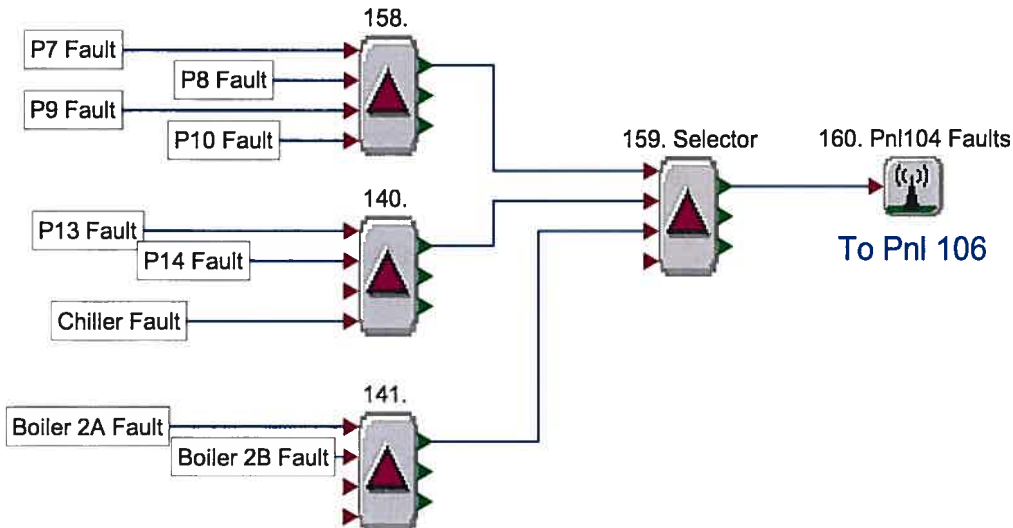 158.
P7 Fault
P8 Fault
P9 Fault
P10 Fault
159. Selector
160. Pnl104 Faults
To Pnl 106
140.
P13 Fault
P14 Fault
Chiller Fault
141.
Boiler 2A Fault
Boiler 2B Fault